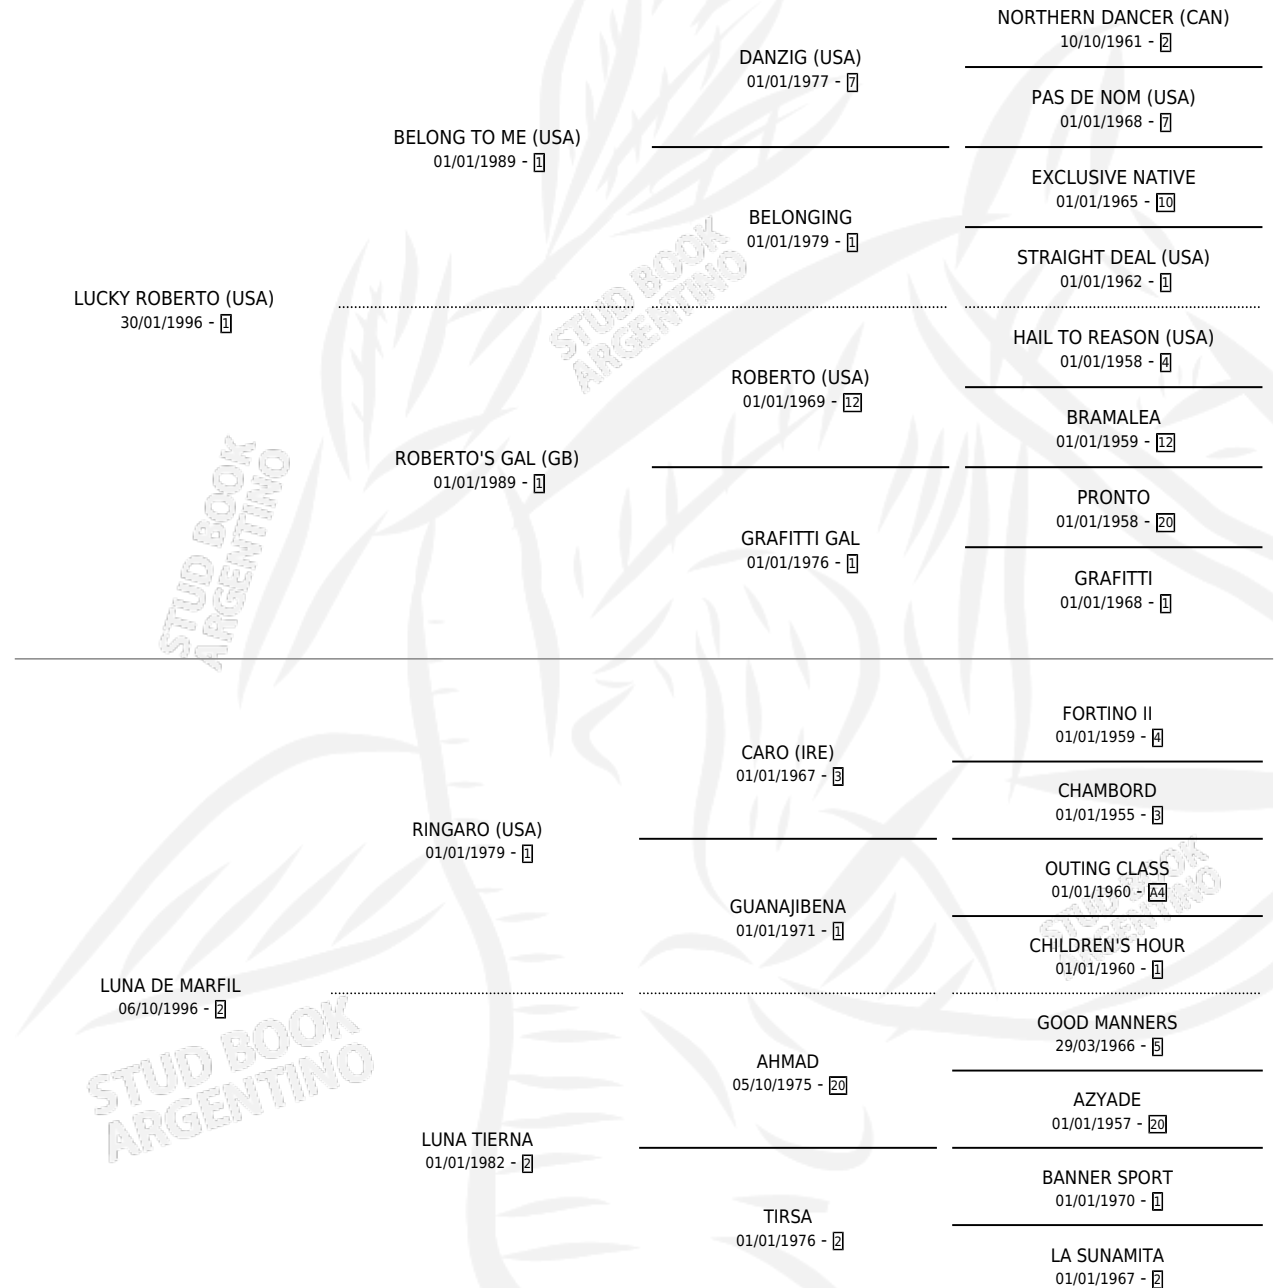 NORTHERN DANCER (CAN)
10/10/1961 - 2
DANZIG (USA)
01/01/1977 - 7
PAS DE NOM (USA)
01/01/1968 - 7
BELONG TO ME (USA)
01/01/1989 - 1
EXCLUSIVE NATIVE
01/01/1965 - 10
BELONGING
01/01/1979 - 1
STRAIGHT DEAL (USA)
01/01/1962 - 1
LUCKY ROBERTO (USA)
30/01/1996 - 1
STUD BOOK
ARGENTINO
HAIL TO REASON (USA)
01/01/1958 - 4
ROBERTO (USA)
01/01/1969 - 12
BRAMALEA
01/01/1959 - 12
ROBERTO'S GAL (GB)
01/01/1989 - 1
STUD BOOK
ARGENTINO
PRONTO
01/01/1958 - 20
GRAFITTI GAL
01/01/1976 - 1
GRAFITTI
01/01/1968 - 1
FORTINO II
01/01/1959 - 4
CARO (IRE)
01/01/1967 - 3
CHAMBORD
01/01/1955 - 3
RINGARO (USA)
01/01/1979 - 1
OUTING CLASS
01/01/1960 - A4
STUD BOOK
ARGENTINO
GUANAJIBENA
01/01/1971 - 1
CHILDREN'S HOUR
01/01/1960 - 1
LUNA DE MARFIL
06/10/1996 - 2
STUD BOOK
ARGENTINO
GOOD MANNERS
29/03/1966 - 5
AHMAD
05/10/1975 - 20
AZYADE
01/01/1957 - 20
LUNA TIERNA
01/01/1982 - 2
BANNER SPORT
01/01/1970 - 1
TIRSA
01/01/1976 - 2
LA SUNAMITA
01/01/1967 - 2